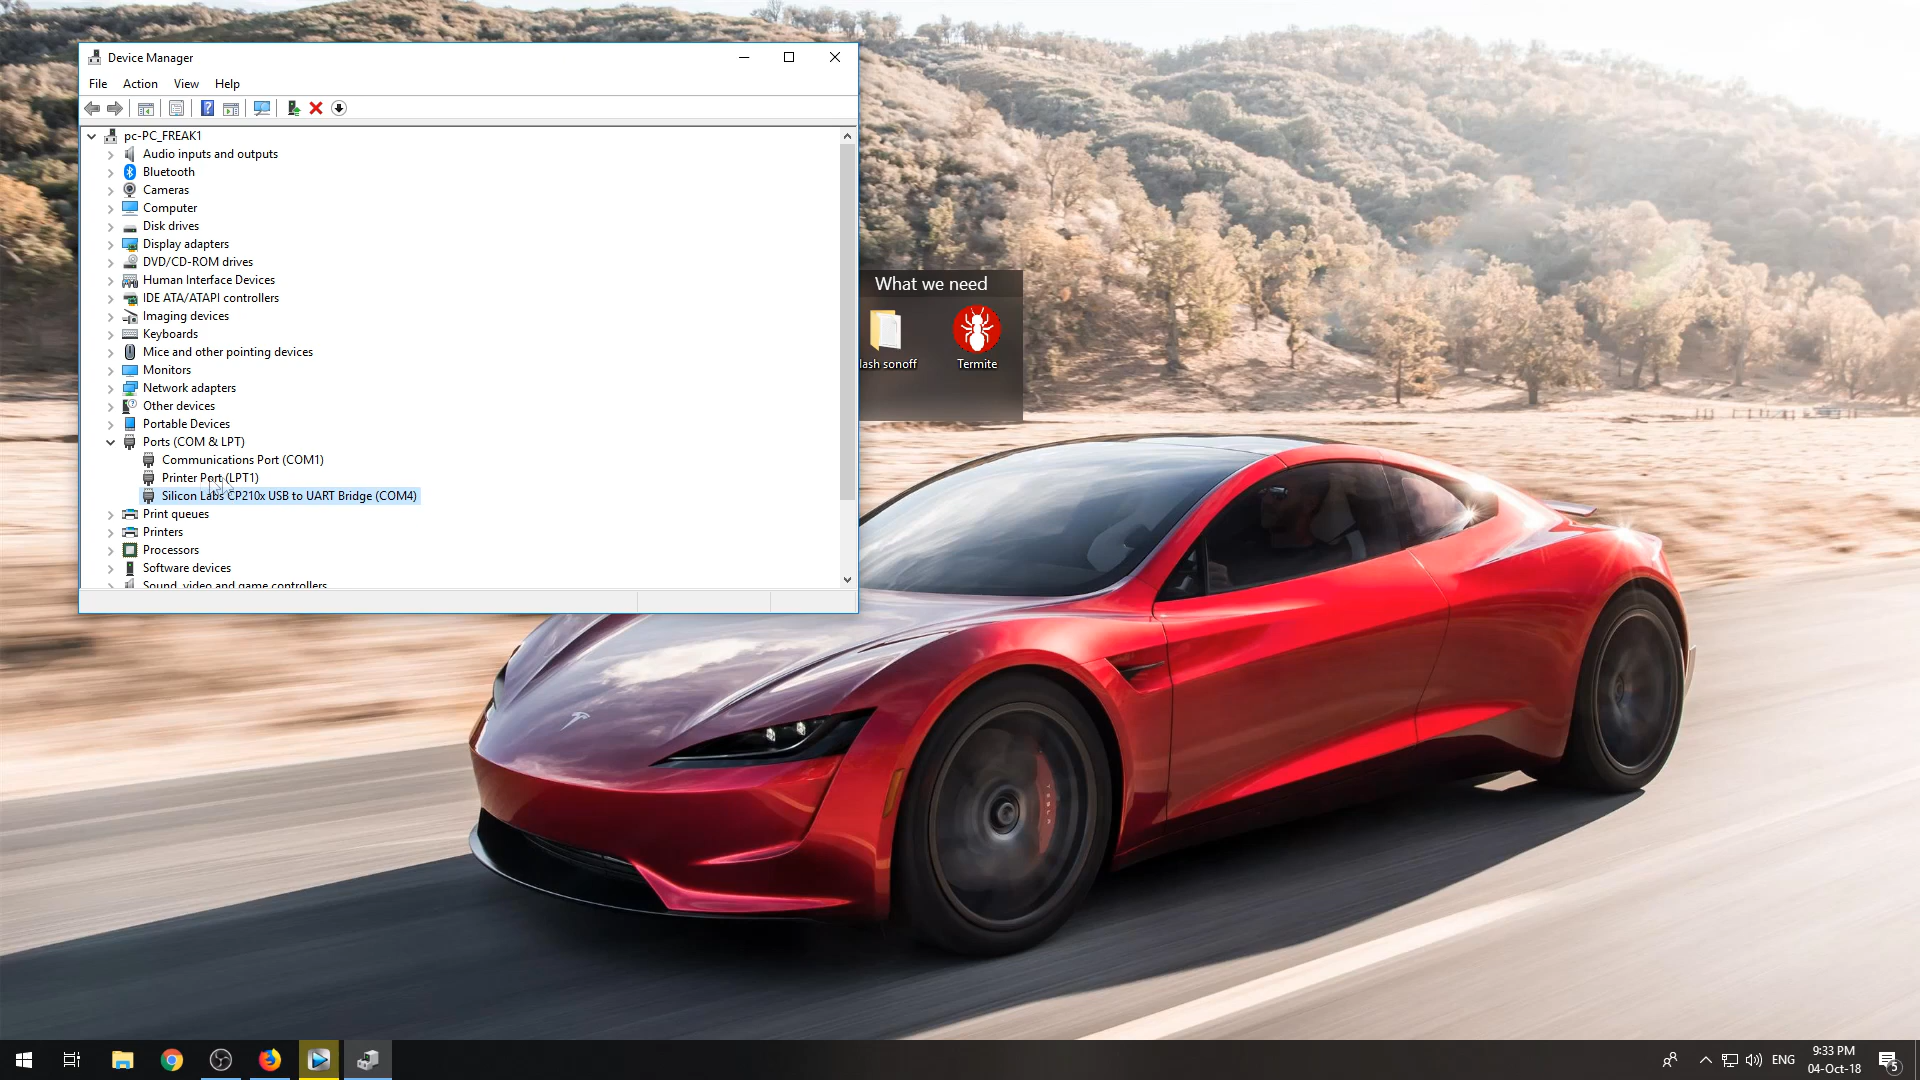 Device Manager
File Action View Help
pc-PC_FREAK1
Audio inputs and outputs
Bluetooth
Cameras
Computer
Disk drives
Display adapters
DVD/CD-ROM drives
Human Interface Devices
IDE ATA/ATAPI controllers
Imaging devices
Keyboards
Mice and other pointing devices
Monitors
Network adapters
Other devices
Portable Devices
Ports (COM & LPT)
Communications Port (COM1)
Printer Port (LPT1)
Silicon Labs CP210x USB to UART Bridge (COM4)
Print queues
Printers
Processors
Software devices
Sound, video and game controllers
What we need
lash sonoff
Termite
TESLA
ENG
9:33 PM
04-Oct-18
5